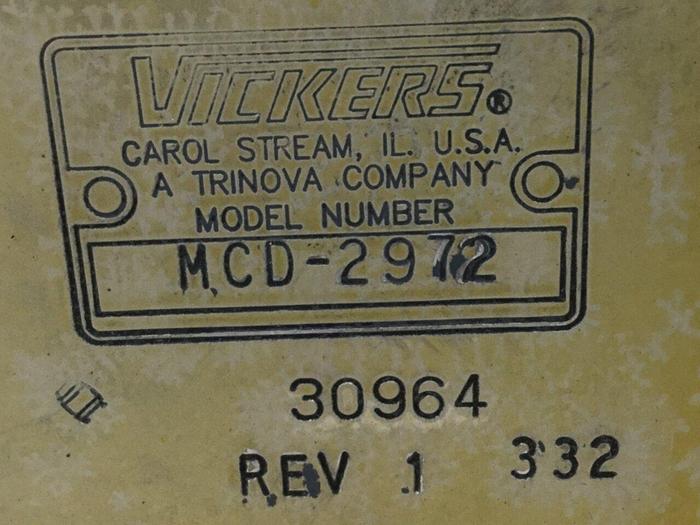 VICKERS®
CAROL STREAM, IL. U.S.A.
A TRINOVA COMPANY
MODEL NUMBER
MCD-2972
30964
REV 1 332